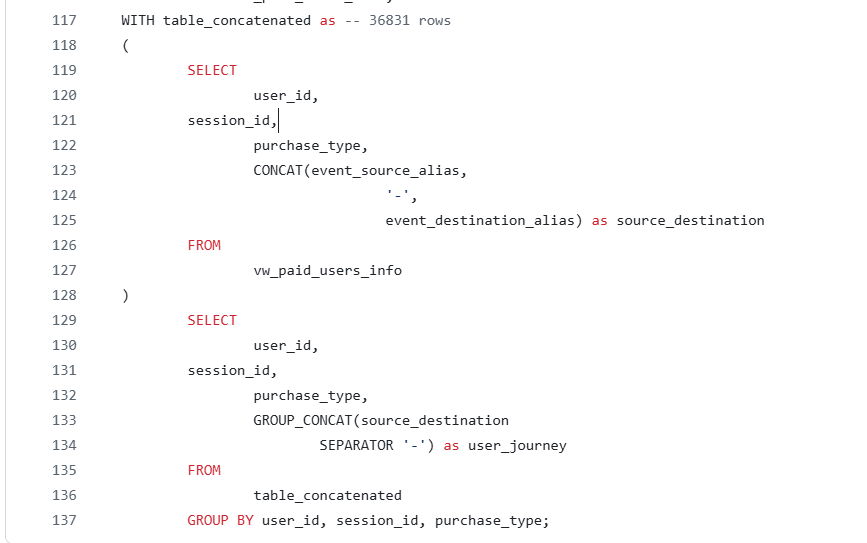 117 WITH table_concatenated as -- 36831 rows
118 (
119 SELECT
120 user_id,
121 session_id,
122 purchase_type,
123 CONCAT(event_source_alias,
124 '-',
125 event_destination_alias) as source_destination
126 FROM
127 vw_paid_users_info
128 )
129 SELECT
130 user_id,
131 session_id,
132 purchase_type,
133 GROUP_CONCAT(source_destination
134 SEPARATOR '-') as user_journey
135 FROM
136 table_concatenated
137 GROUP BY user_id, session_id, purchase_type;